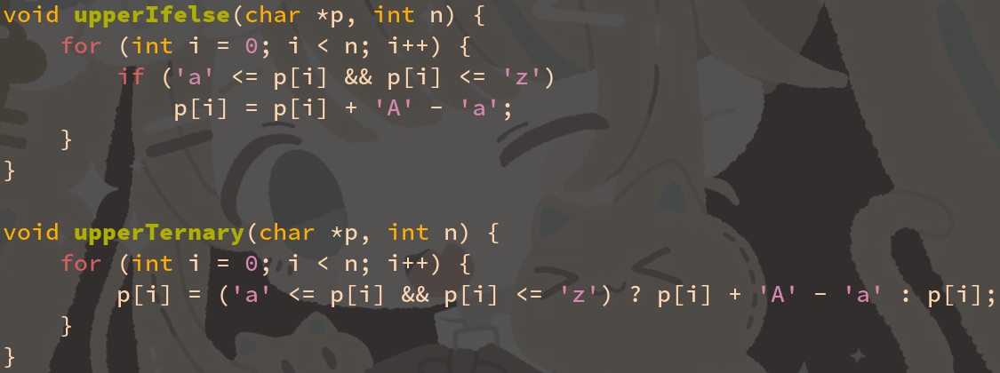 void upperIfelse(char *p, int n) {
    for (int i = 0; i < n; i++) {
        if ('a' <= p[i] && p[i] <= 'z')
            p[i] = p[i] + 'A' - 'a';
    }
}

void upperTernary(char *p, int n) {
    for (int i = 0; i < n; i++) {
        p[i] = ('a' <= p[i] && p[i] <= 'z') ? p[i] + 'A' - 'a' : p[i];
    }
}